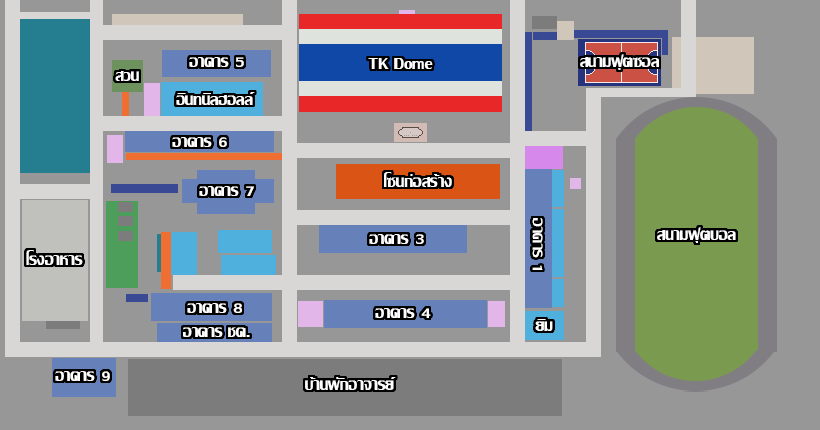 อาคาร 5
สวน
TK Dome
สนามฟุตซอล
อินทนิลฮอลล์
อาคาร 6
อาคาร 7
โซนก่อสร้าง
อาคาร 3
อาคาร 1
สนามฟุตบอล
โรงอาหาร
อาคาร 8
อาคาร 4
อาคาร ชค.
ยิม
อาคาร 9
บ้านพักอาจารย์